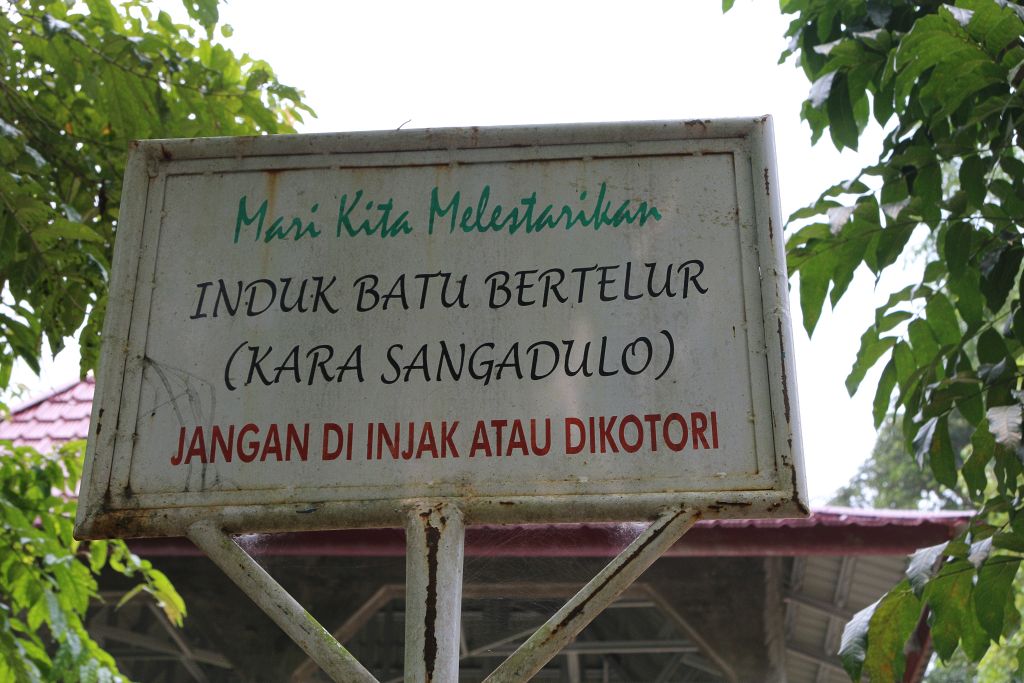 Mari Kita Melestarikan
INDUK BATU BERTELUR
(KARA SANGADULO)
JANGAN DI INJAK ATAU DIKOTORI